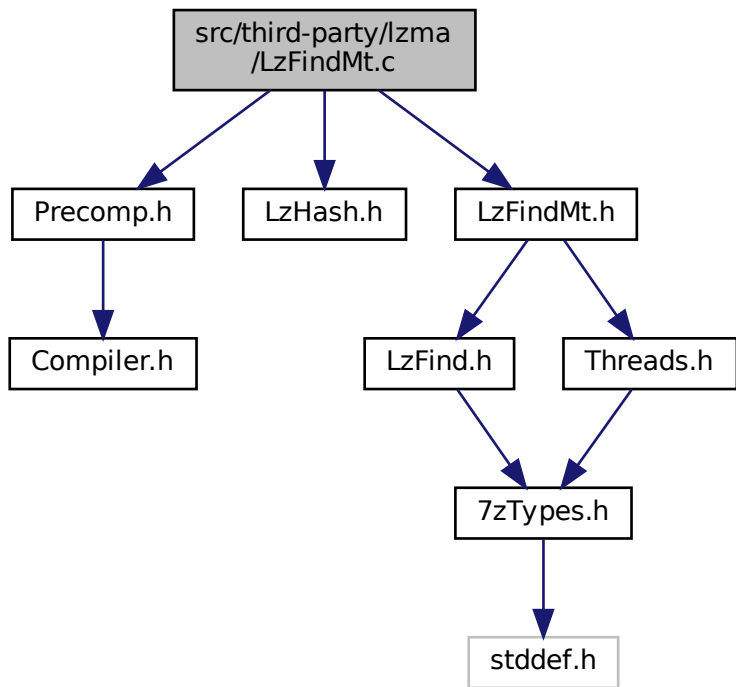 src/third-party/lzma
/LzFindMt.c
Precomp.h
LzHash.h
LzFindMt.h
Compiler.h
LzFind.h
Threads.h
7zTypes.h
stddef.h